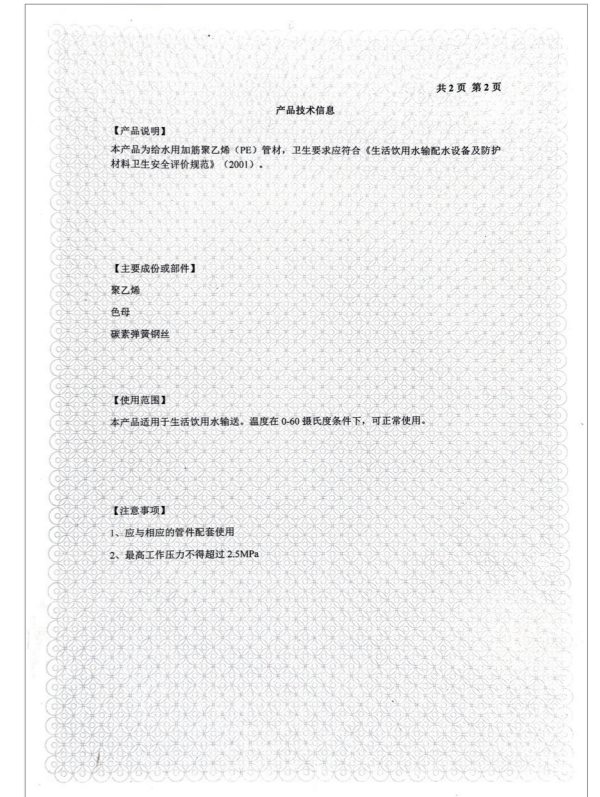 共 2 页 第 2 页
产品技术信息
【产品说明】
本产品为给水用加筋聚乙烯（PE）管材，卫生要求应符合《生活饮用水输配水设备及防护
材料卫生安全评价规范》（2001）。
【主要成份或部件】
聚乙烯
色母
碳素弹簧钢丝
【使用范围】
本产品适用于生活饮用水输送。温度在 0-60 摄氏度条件下，可正常使用。
【注意事项】
1、应与相应的管件配套使用
2、最高工作压力不得超过 2.5MPa